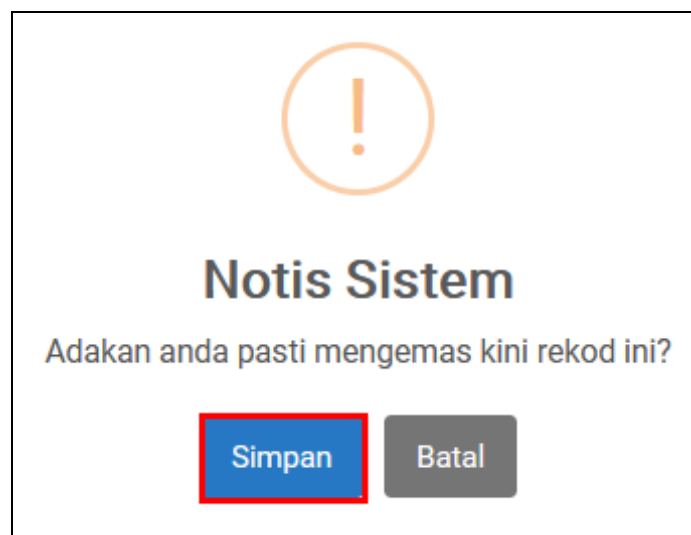 !
Notis Sistem
Adakan anda pasti mengemas kini rekod ini?
Simpan
Batal